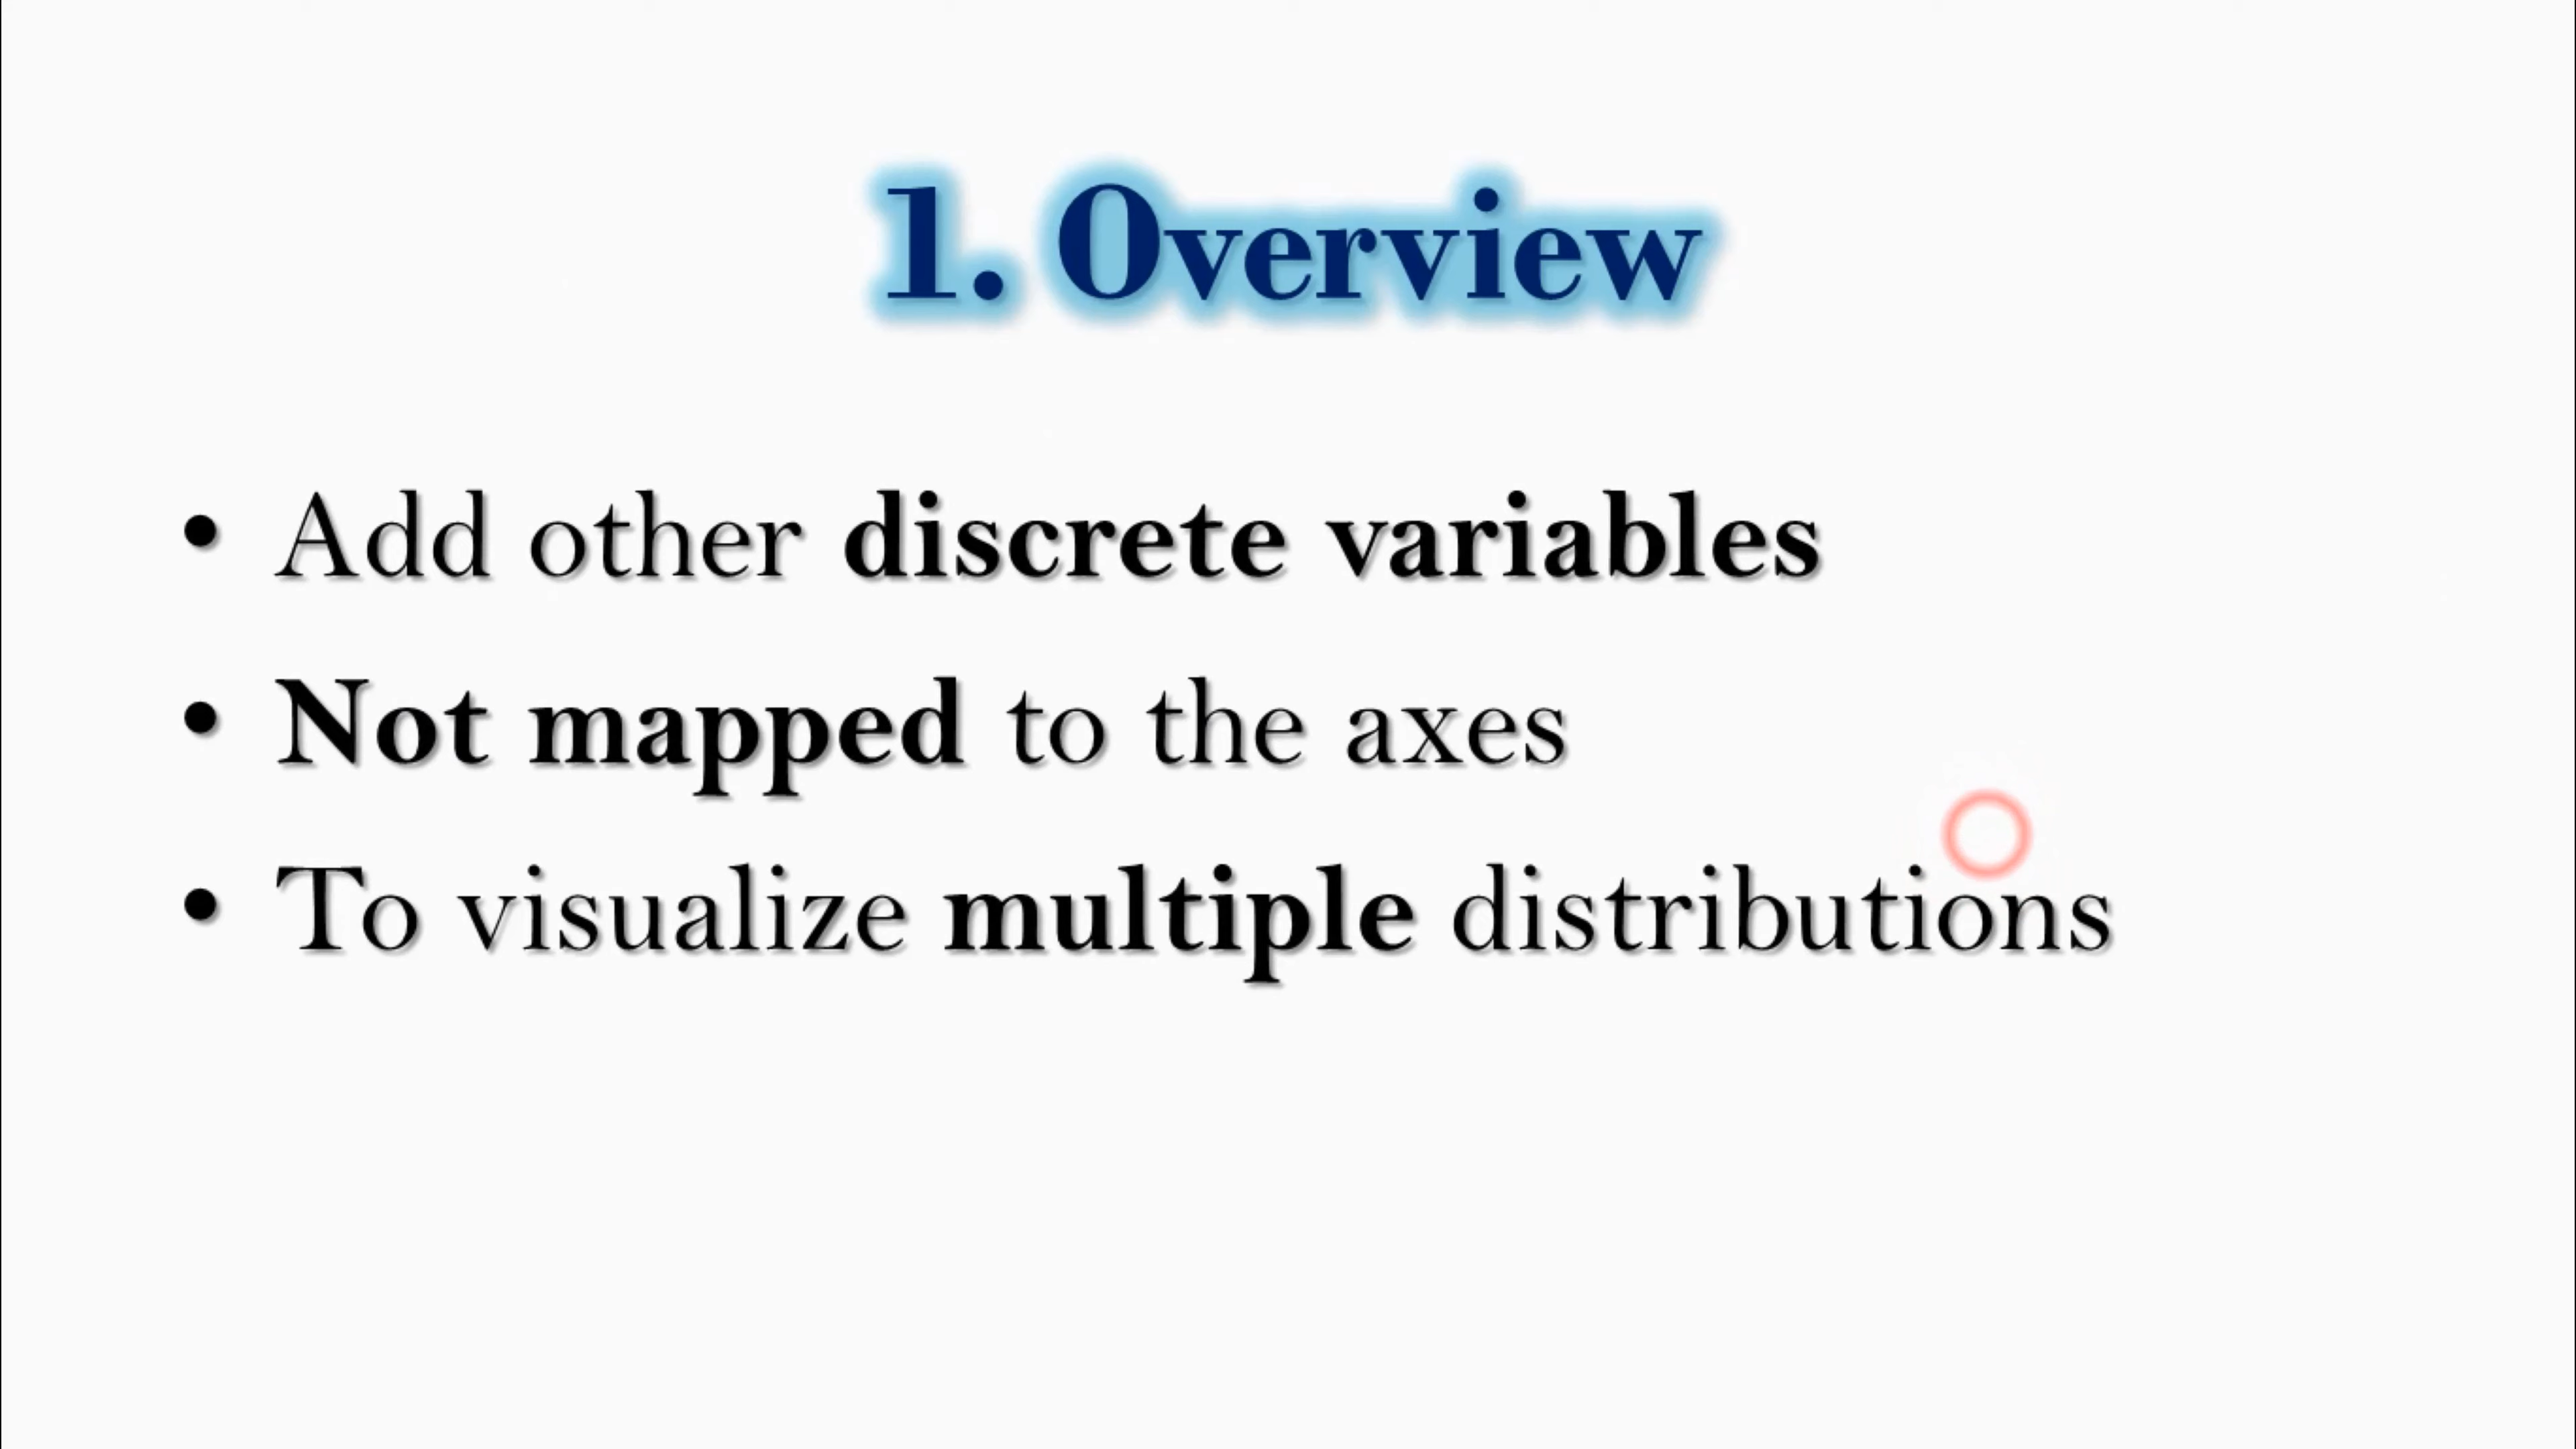 1. Overview
• Add other discrete variables
• Not mapped to the axes
• To visualize multiple distributions